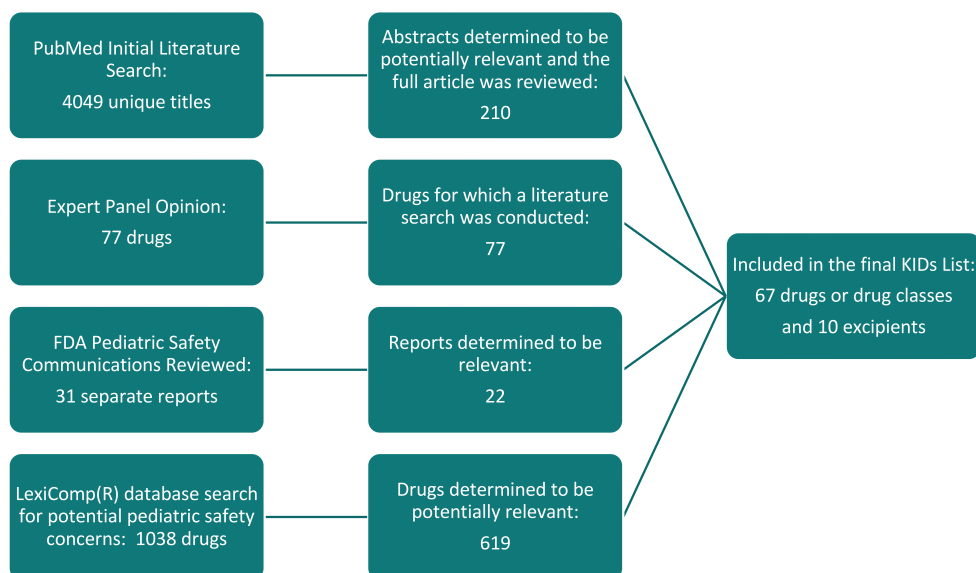 PubMed Initial Literature
Search:
4049 unique titles
Abstracts determined to be
potentially relevant and the
full article was reviewed:
210
Expert Panel Opinion:
77 drugs
Drugs for which a literature
search was conducted:
77
FDA Pediatric Safety
Communications Reviewed:
31 separate reports
Reports determined to be
relevant:
22
LexiComp(R) database search
for potential pediatric safety
concerns: 1038 drugs
Drugs determined to be
potentially relevant:
619
Included in the final KIDs List:
67 drugs or drug classes
and 10 excipients